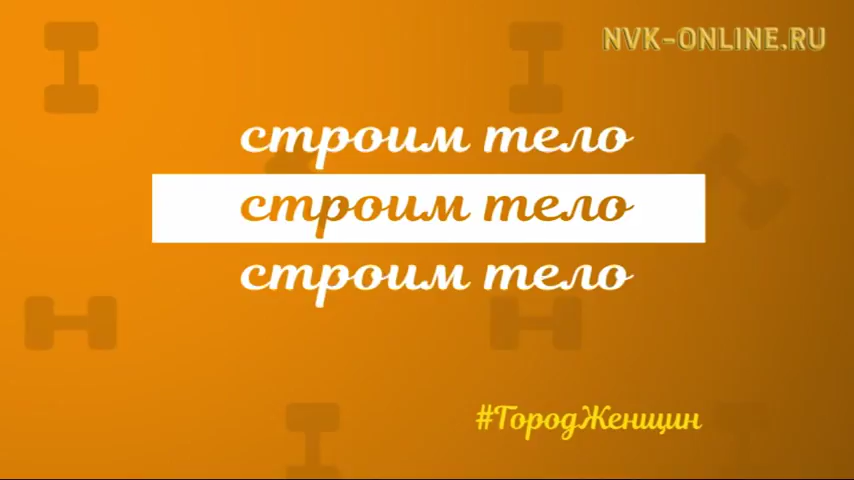 NVK-ONLINE.RU
строим тело
строим тело
строим тело
#ГородЖенщин